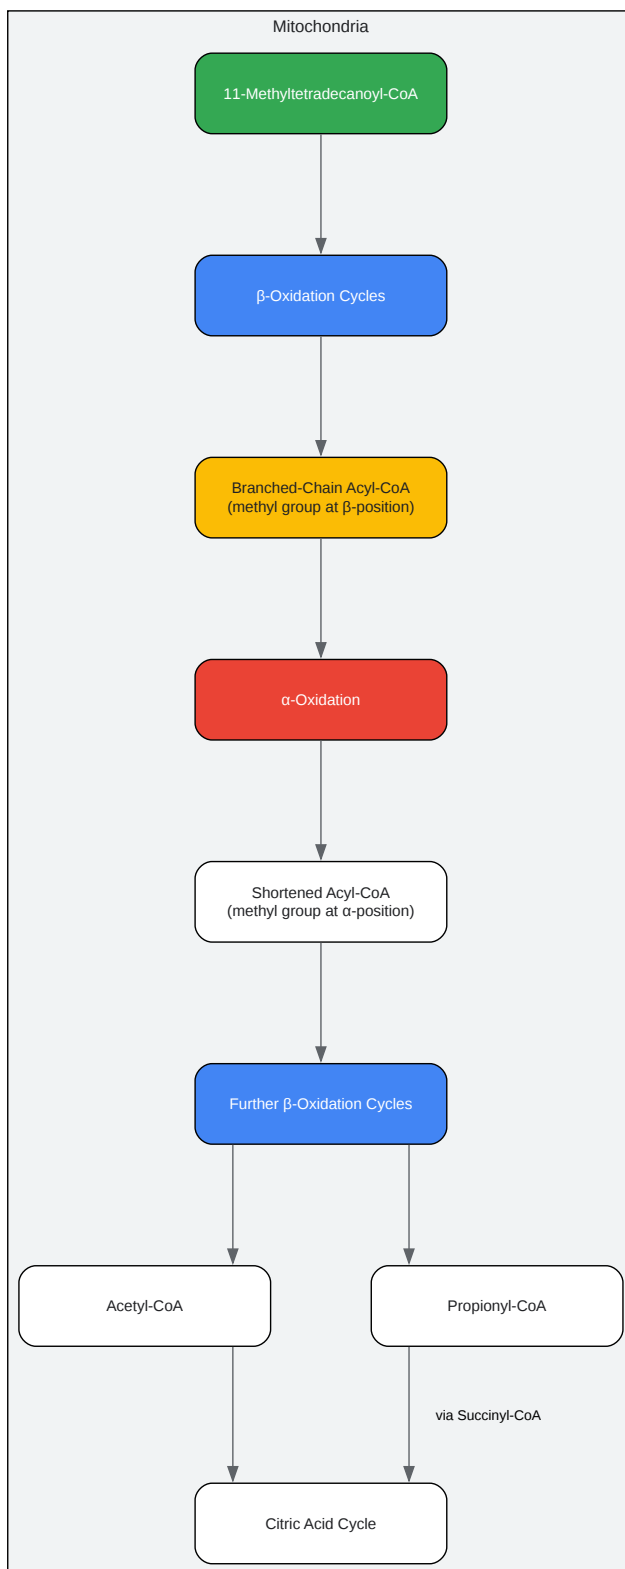 Mitochondria
11-Methyltetradecanoyl-CoA
β-Oxidation Cycles
Branched-Chain Acyl-CoA
(methyl group at β-position)
α-Oxidation
Shortened Acyl-CoA
(methyl group at α-position)
Further β-Oxidation Cycles
Acetyl-CoA
Propionyl-CoA
via Succinyl-CoA
Citric Acid Cycle